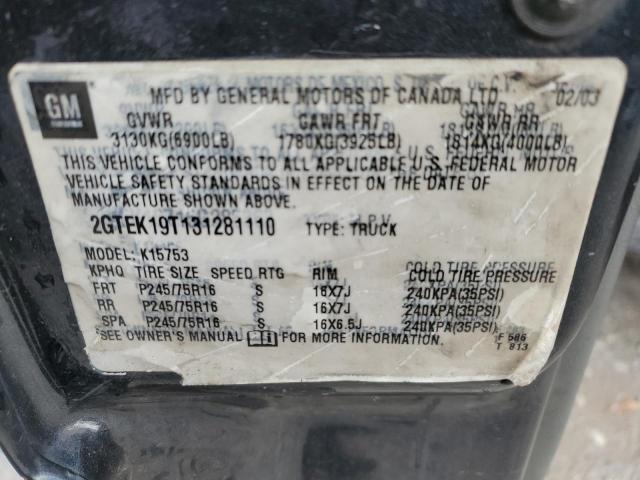 GM
MFD BY GENERAL MOTORS OF CANADA LTD 02/03
GVWR GAWR FRT GAWR RR
3130KG(6900LB) 1780KG(3925LB) 1814KG(4000LB)
THIS VEHICLE CONFORMS TO ALL APPLICABLE U.S. FEDERAL MOTOR
VEHICLE SAFETY STANDARDS IN EFFECT ON THE DATE OF
MANUFACTURE SHOWN ABOVE.
2GTEK19T131281110 TYPE: TRUCK
MODEL: K15753
KPHQ TIRE SIZE SPEED RTG RIM COLD TIRE PRESSURE
FRT P245/75R16 S 16X7J 240KPA(35PSI)
RR P245/75R16 S 16X7J 240KPA(35PSI)
SPA P245/75R16 S 16X6.5J 240KPA(35PSI)
*SEE OWNER'S MANUAL FOR MORE INFORMATION.
F 586
T 813